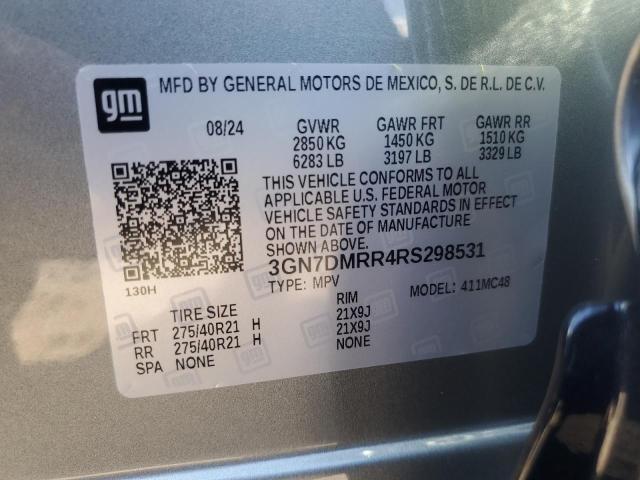 gm
MFD BY GENERAL MOTORS DE MEXICO, S. DE R.L. DE C.V.
08/24 GVWR GAWR FRT GAWR RR
2850 KG 1450 KG 1510 KG
6283 LB 3197 LB 3329 LB
THIS VEHICLE CONFORMS TO ALL
APPLICABLE U.S. FEDERAL MOTOR
VEHICLE SAFETY STANDARDS IN EFFECT
ON THE DATE OF MANUFACTURE
SHOWN ABOVE.
3GN7DMRR4RS298531
130H
TYPE: MPV MODEL: 411MC48
TIRE SIZE RIM
FRT 275/40R21 H 21X9J
RR 275/40R21 H 21X9J
SPA NONE NONE